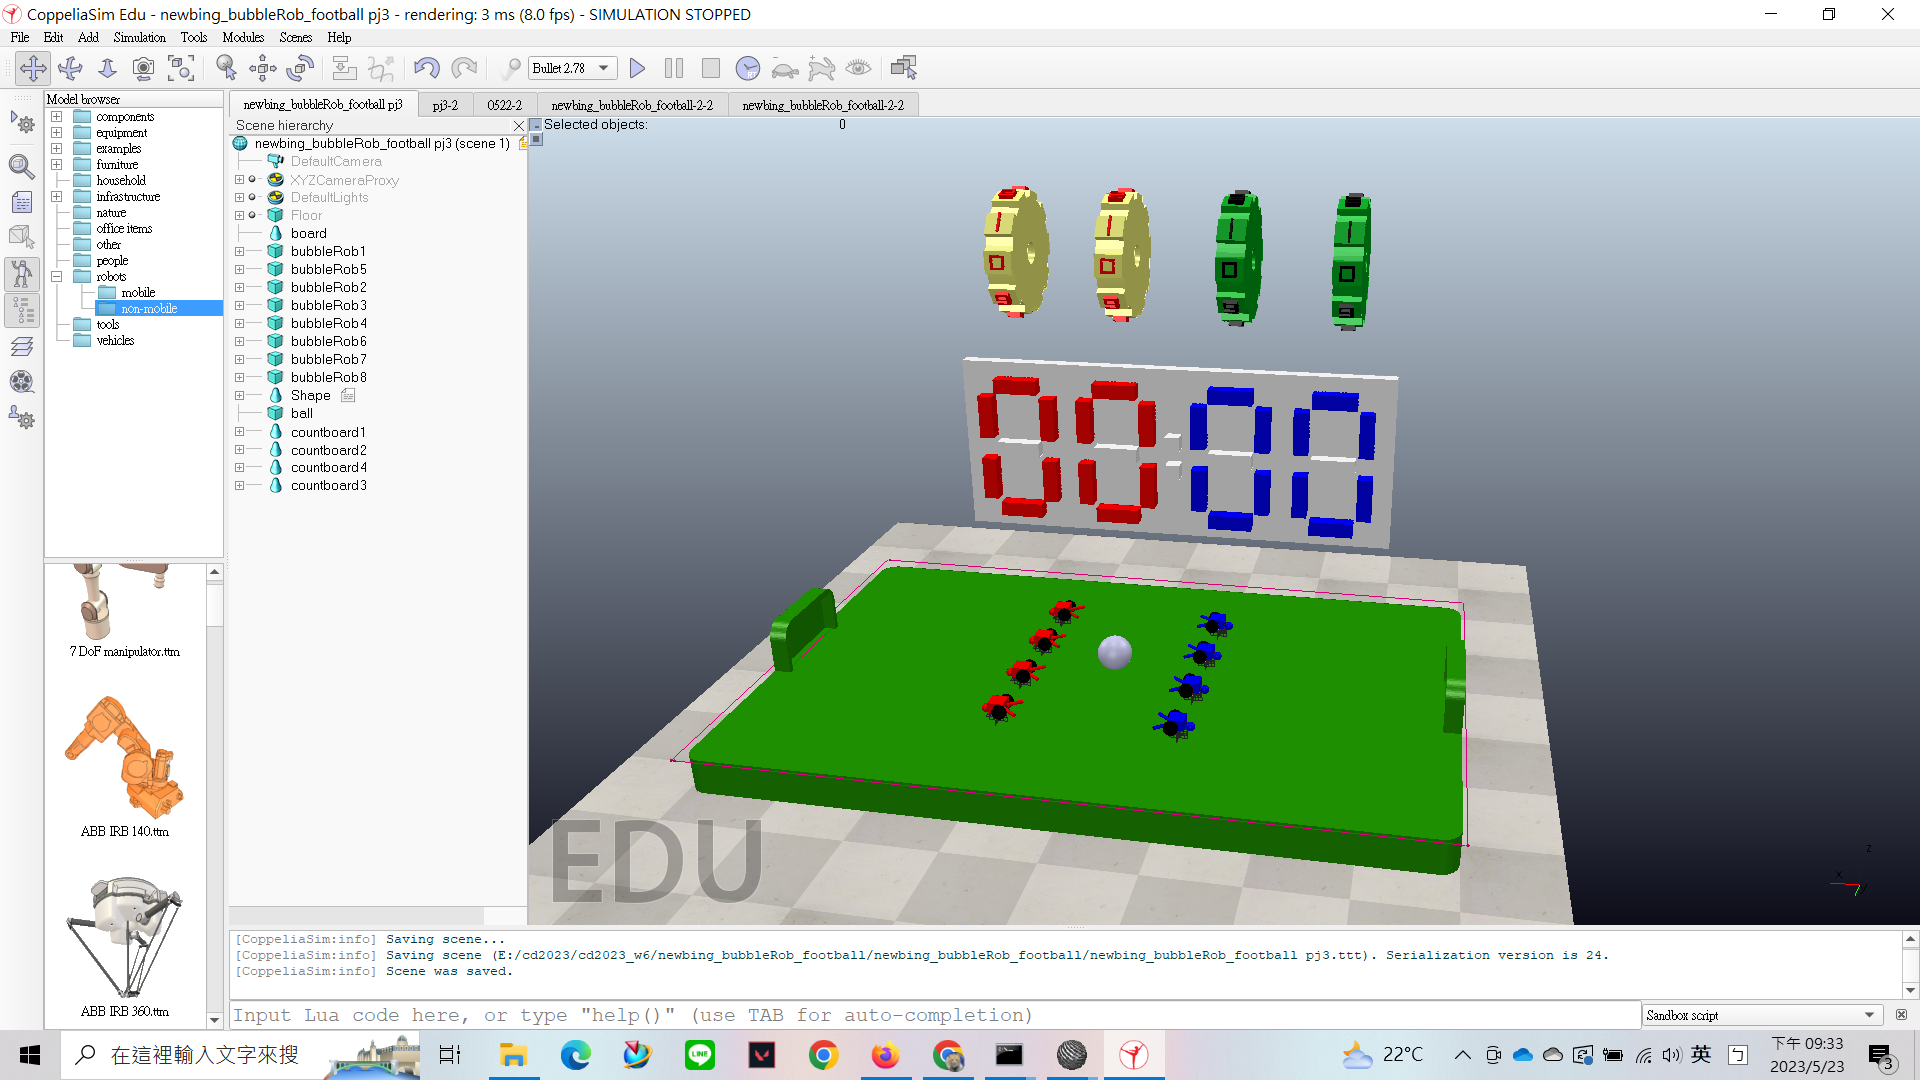 CoppeliaSim Edu - newbing_bubbleRob_football pj3 - rendering: 3 ms (8.0 fps) - SIMULATION STOPPED
File Edit Add Simulation Tools Modules Scenes Help
Bullet 2.78
RT
Model browser
components
equipment
examples
furniture
household
infrastructure
nature
office items
other
people
robots
mobile
non-mobile
tools
vehicles
7 DoF manipulator.ttm
ABB IRB 140.ttm
ABB IRB 360.ttm
newbing_bubbleRob_football pj3
pj3-2
0522-2
newbing_bubbleRob_football-2-2
newbing_bubbleRob_football-2-2
Scene hierarchy
newbing_bubbleRob_football pj3 (scene 1)
DefaultCamera
XYZCameraProxy
DefaultLights
Floor
board
bubbleRob1
bubbleRob5
bubbleRob2
bubbleRob3
bubbleRob4
bubbleRob6
bubbleRob7
bubbleRob8
Shape
ball
countboard1
countboard2
countboard4
countboard3
Selected objects: 0
00:00
EDU
z
x
y
[CoppeliaSim:info] Saving scene...
[CoppeliaSim:info] Saving scene (E:/cd2023/cd2023_w6/newbing_bubbleRob_football/newbing_bubbleRob_football/newbing_bubbleRob_football pj3.ttt). Serialization version is 24.
[CoppeliaSim:info] Scene was saved.
Input Lua code here, or type "help()" (use TAB for auto-completion)
Sandbox script
在這裡輸入文字來搜
LINE
22°C
英
ㄅ
下午 09:33
2023/5/23
3